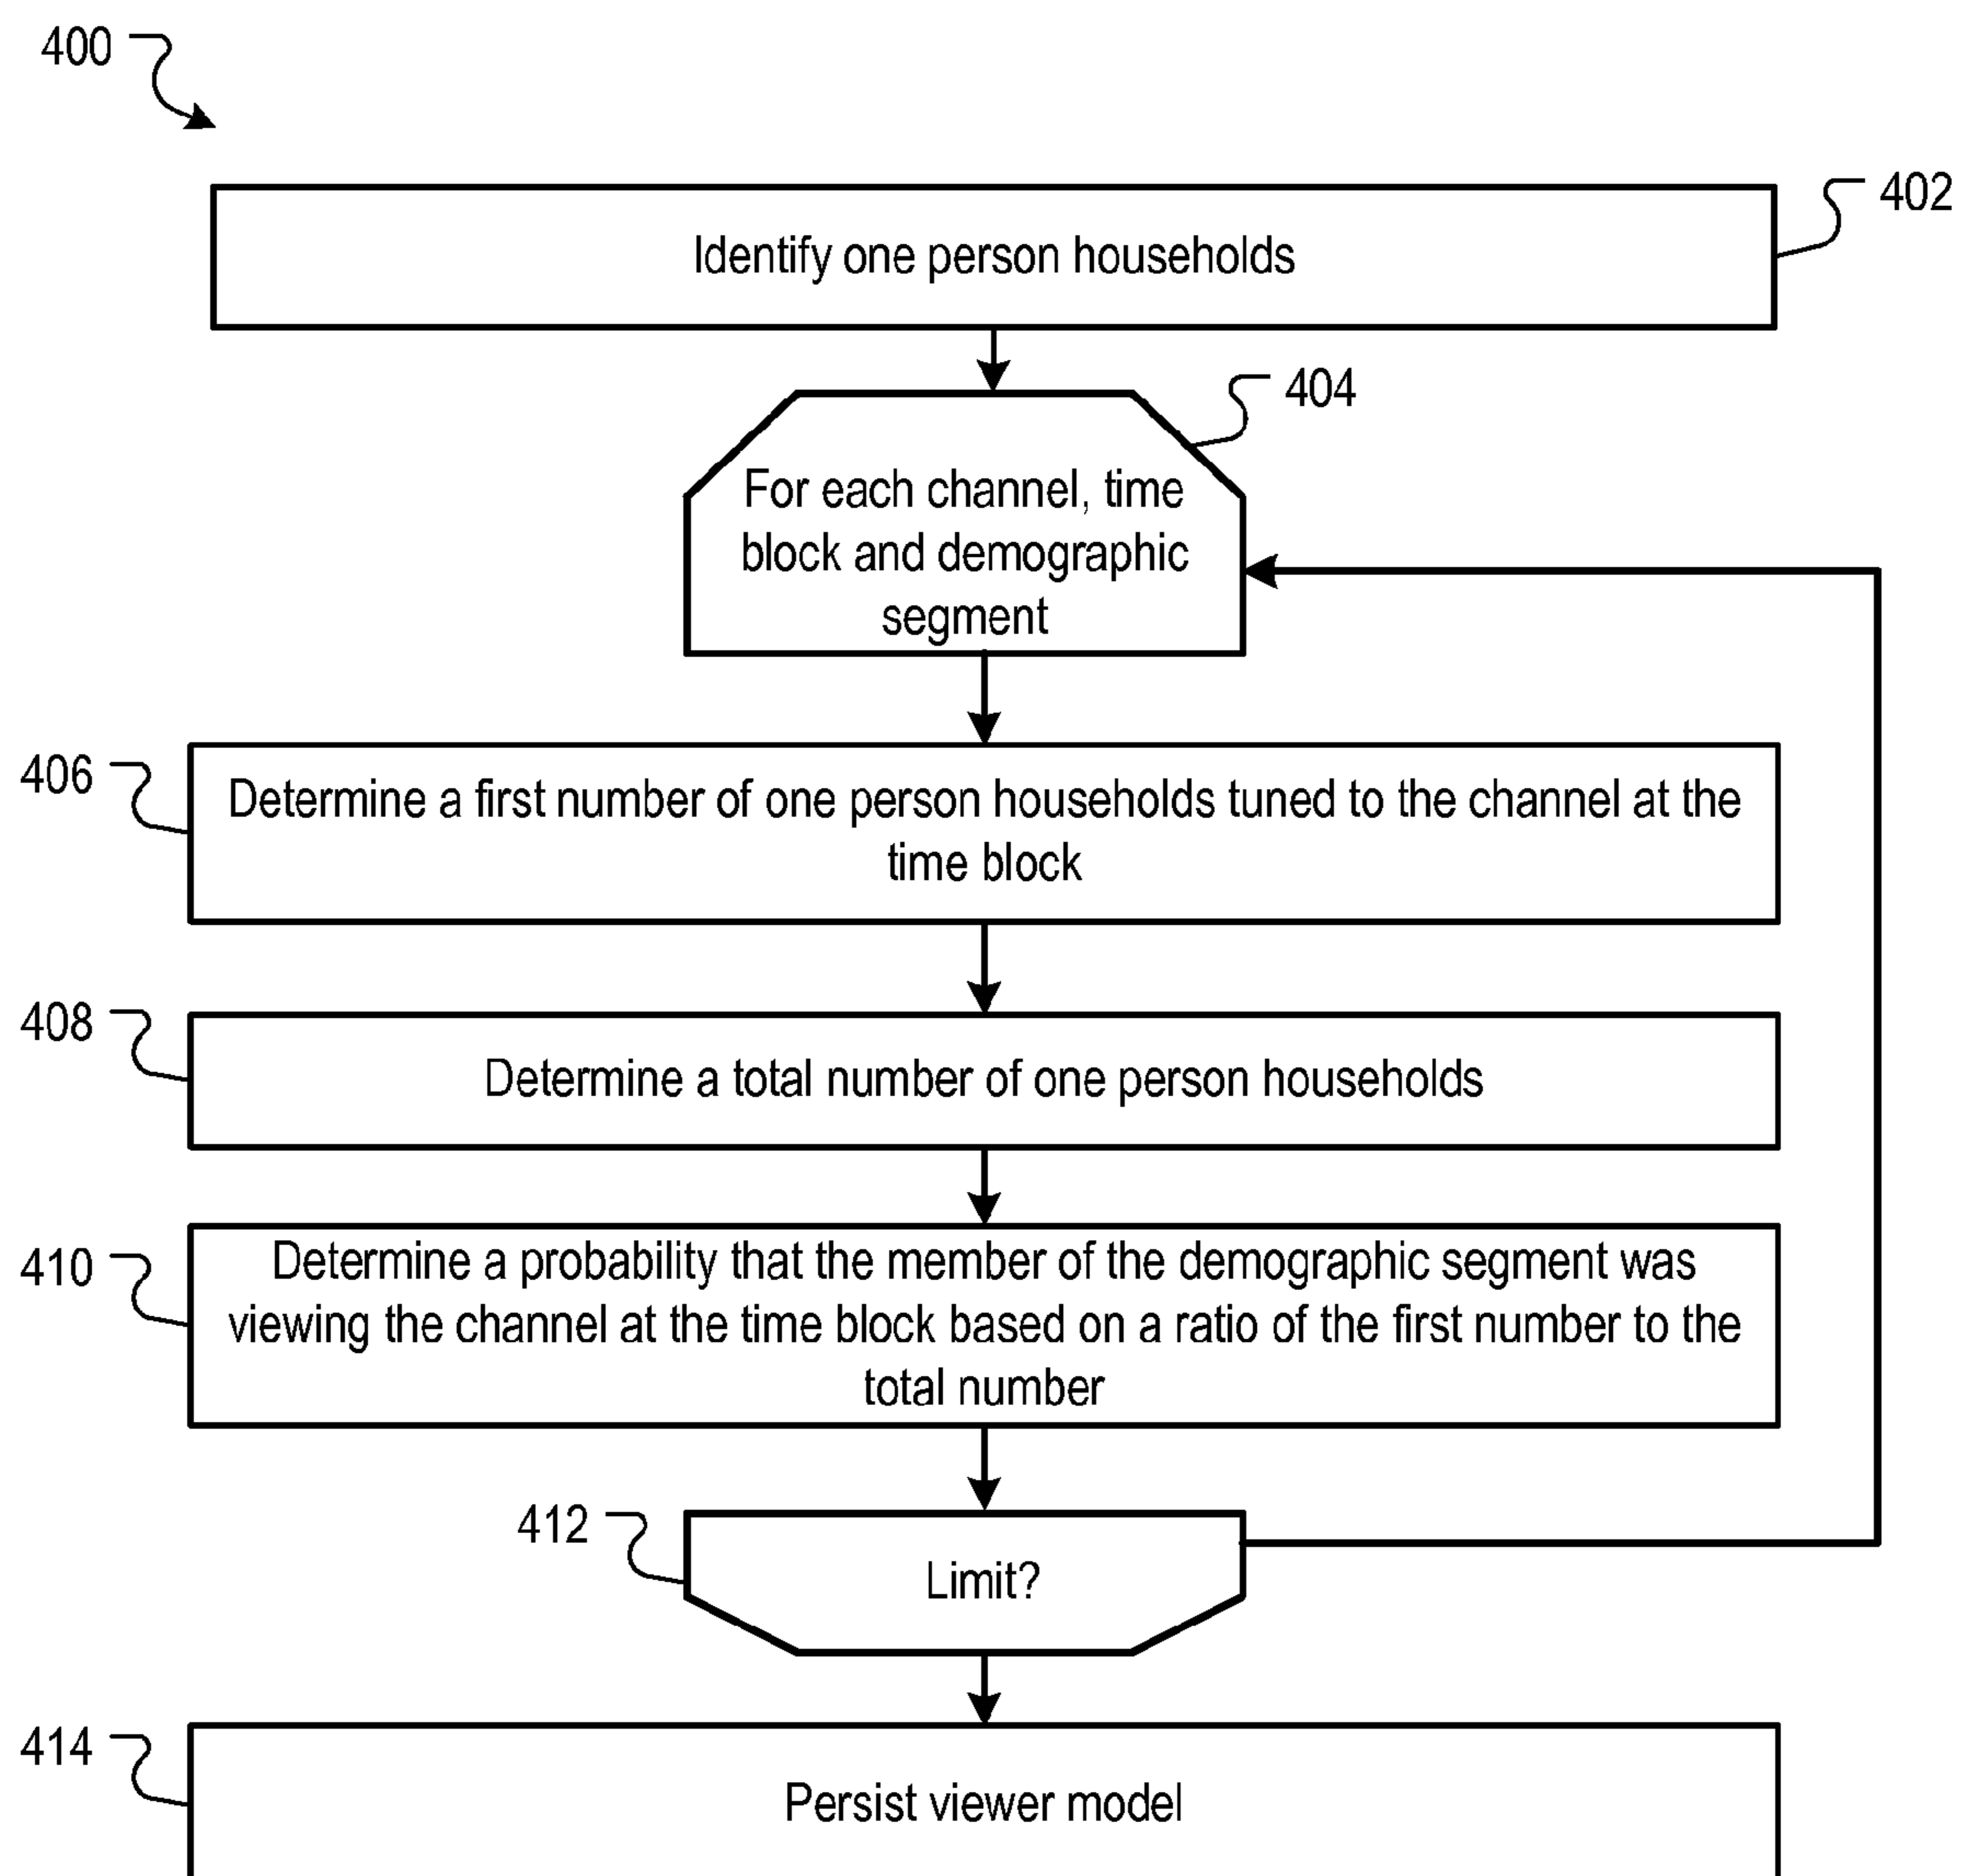 400
402
Identify one person households
404
For each channel, time
block and demographic
segment
406
Determine a first number of one person households tuned to the channel at the
time block
408
Determine a total number of one person households
410
Determine a probability that the member of the demographic segment was
viewing the channel at the time block based on a ratio of the first number to the
total number
412
Limit?
414
Persist viewer model